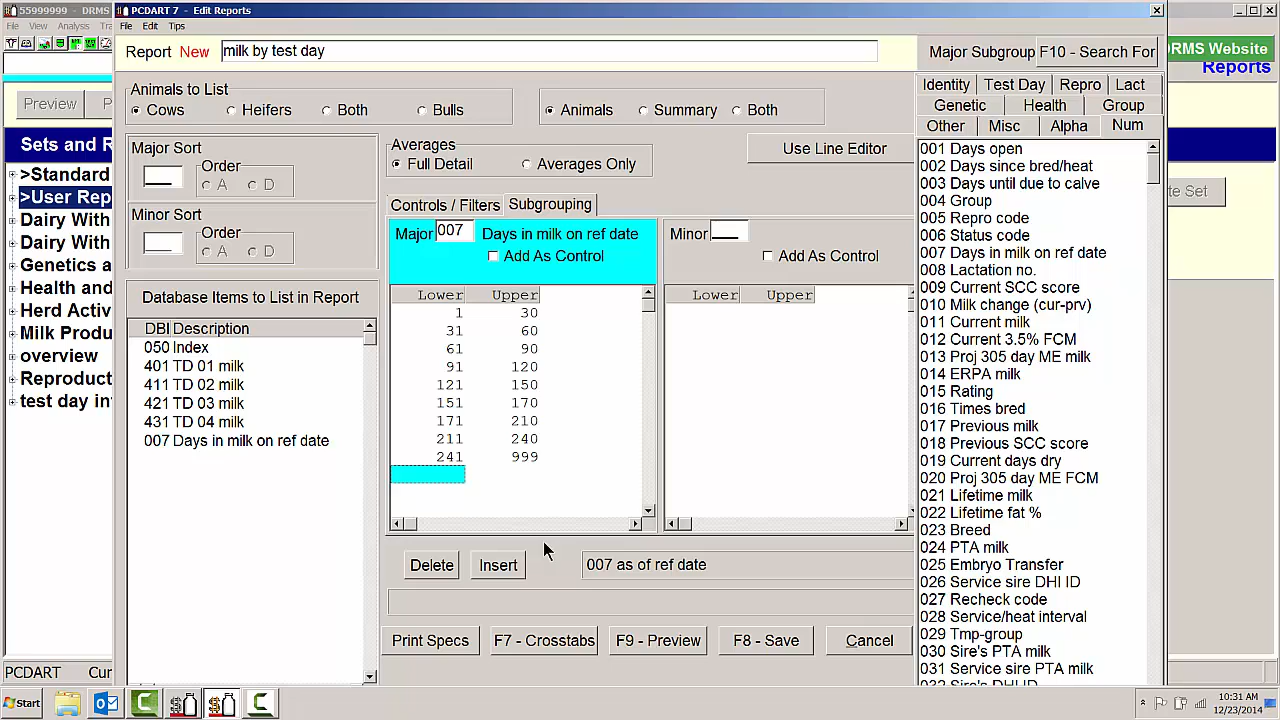 55999999 - DRMS
PCDART 7 - Edit Reports
File View Analysis Tra
File Edit Tips
Report New milk by test day
Major Subgroup F10 - Search For
DRMS Website
Reports
Animals to List
Cows Heifers Both Bulls
Animals Summary Both
Identity Test Day Repro Lact
Genetic Health Group
Other Misc Alpha Num
Preview P
Sets and R
>Standard
>User Rep
Dairy With
Dairy With
Genetics a
Health and
Herd Activ
Milk Produ
overview
Reproduct
test day in
te Set
Major Sort
Order
A D
Minor Sort
Order
A D
Averages
Full Detail Averages Only
Use Line Editor
Controls / Filters Subgrouping
Major 007 Days in milk on ref date
Add As Control
Minor
Add As Control
Lower Upper
1 30
31 60
61 90
91 120
121 150
151 170
171 210
211 240
241 999
Lower Upper
Database Items to List in Report
DBI Description
050 Index
401 TD 01 milk
411 TD 02 milk
421 TD 03 milk
431 TD 04 milk
007 Days in milk on ref date
Delete Insert 007 as of ref date
Print Specs F7 - Crosstabs F9 - Preview F8 - Save Cancel
001 Days open
002 Days since bred/heat
003 Days until due to calve
004 Group
005 Repro code
006 Status code
007 Days in milk on ref date
008 Lactation no.
009 Current SCC score
010 Milk change (cur-prv)
011 Current milk
012 Current 3.5% FCM
013 Proj 305 day ME milk
014 ERPA milk
015 Rating
016 Times bred
017 Previous milk
018 Previous SCC score
019 Current days dry
020 Proj 305 day ME FCM
021 Lifetime milk
022 Lifetime fat %
023 Breed
024 PTA milk
025 Embryo Transfer
026 Service sire DHI ID
027 Recheck code
028 Service/heat interval
029 Tmp-group
030 Sire's PTA milk
031 Service sire PTA milk
032 Sire's DHI ID
PCDART Cur
Start
10:31 AM
12/23/2014